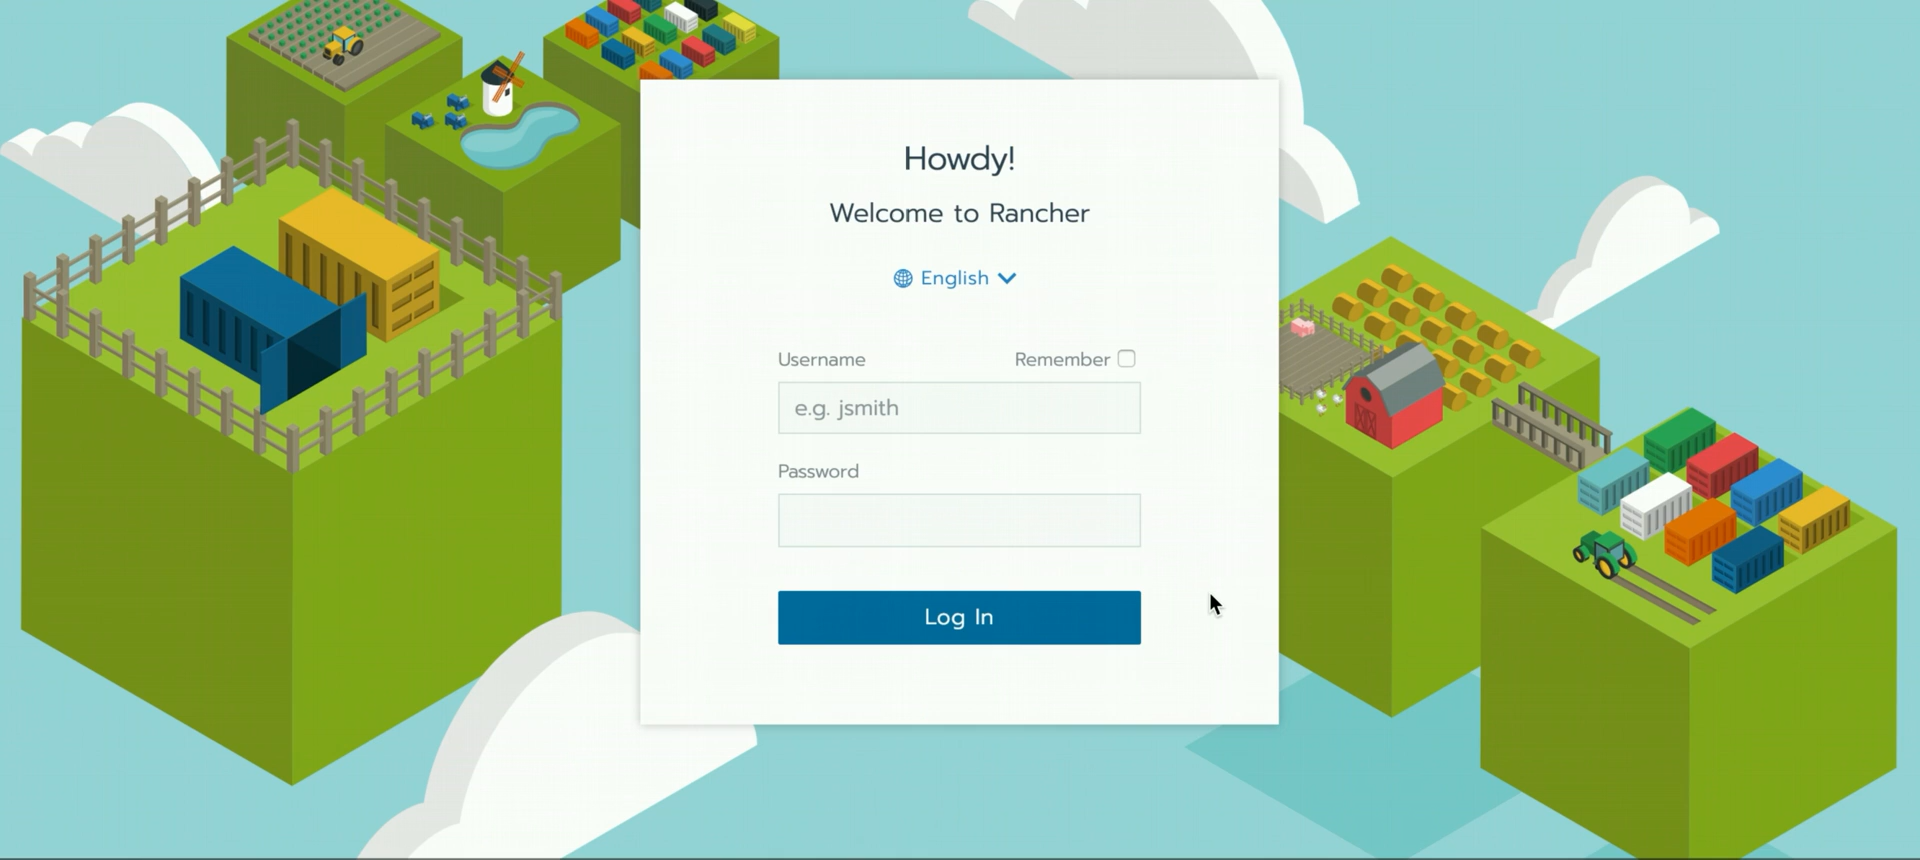 Howdy!
Welcome to Rancher
English
Username Remember
e.g. jsmith
Password
Log In